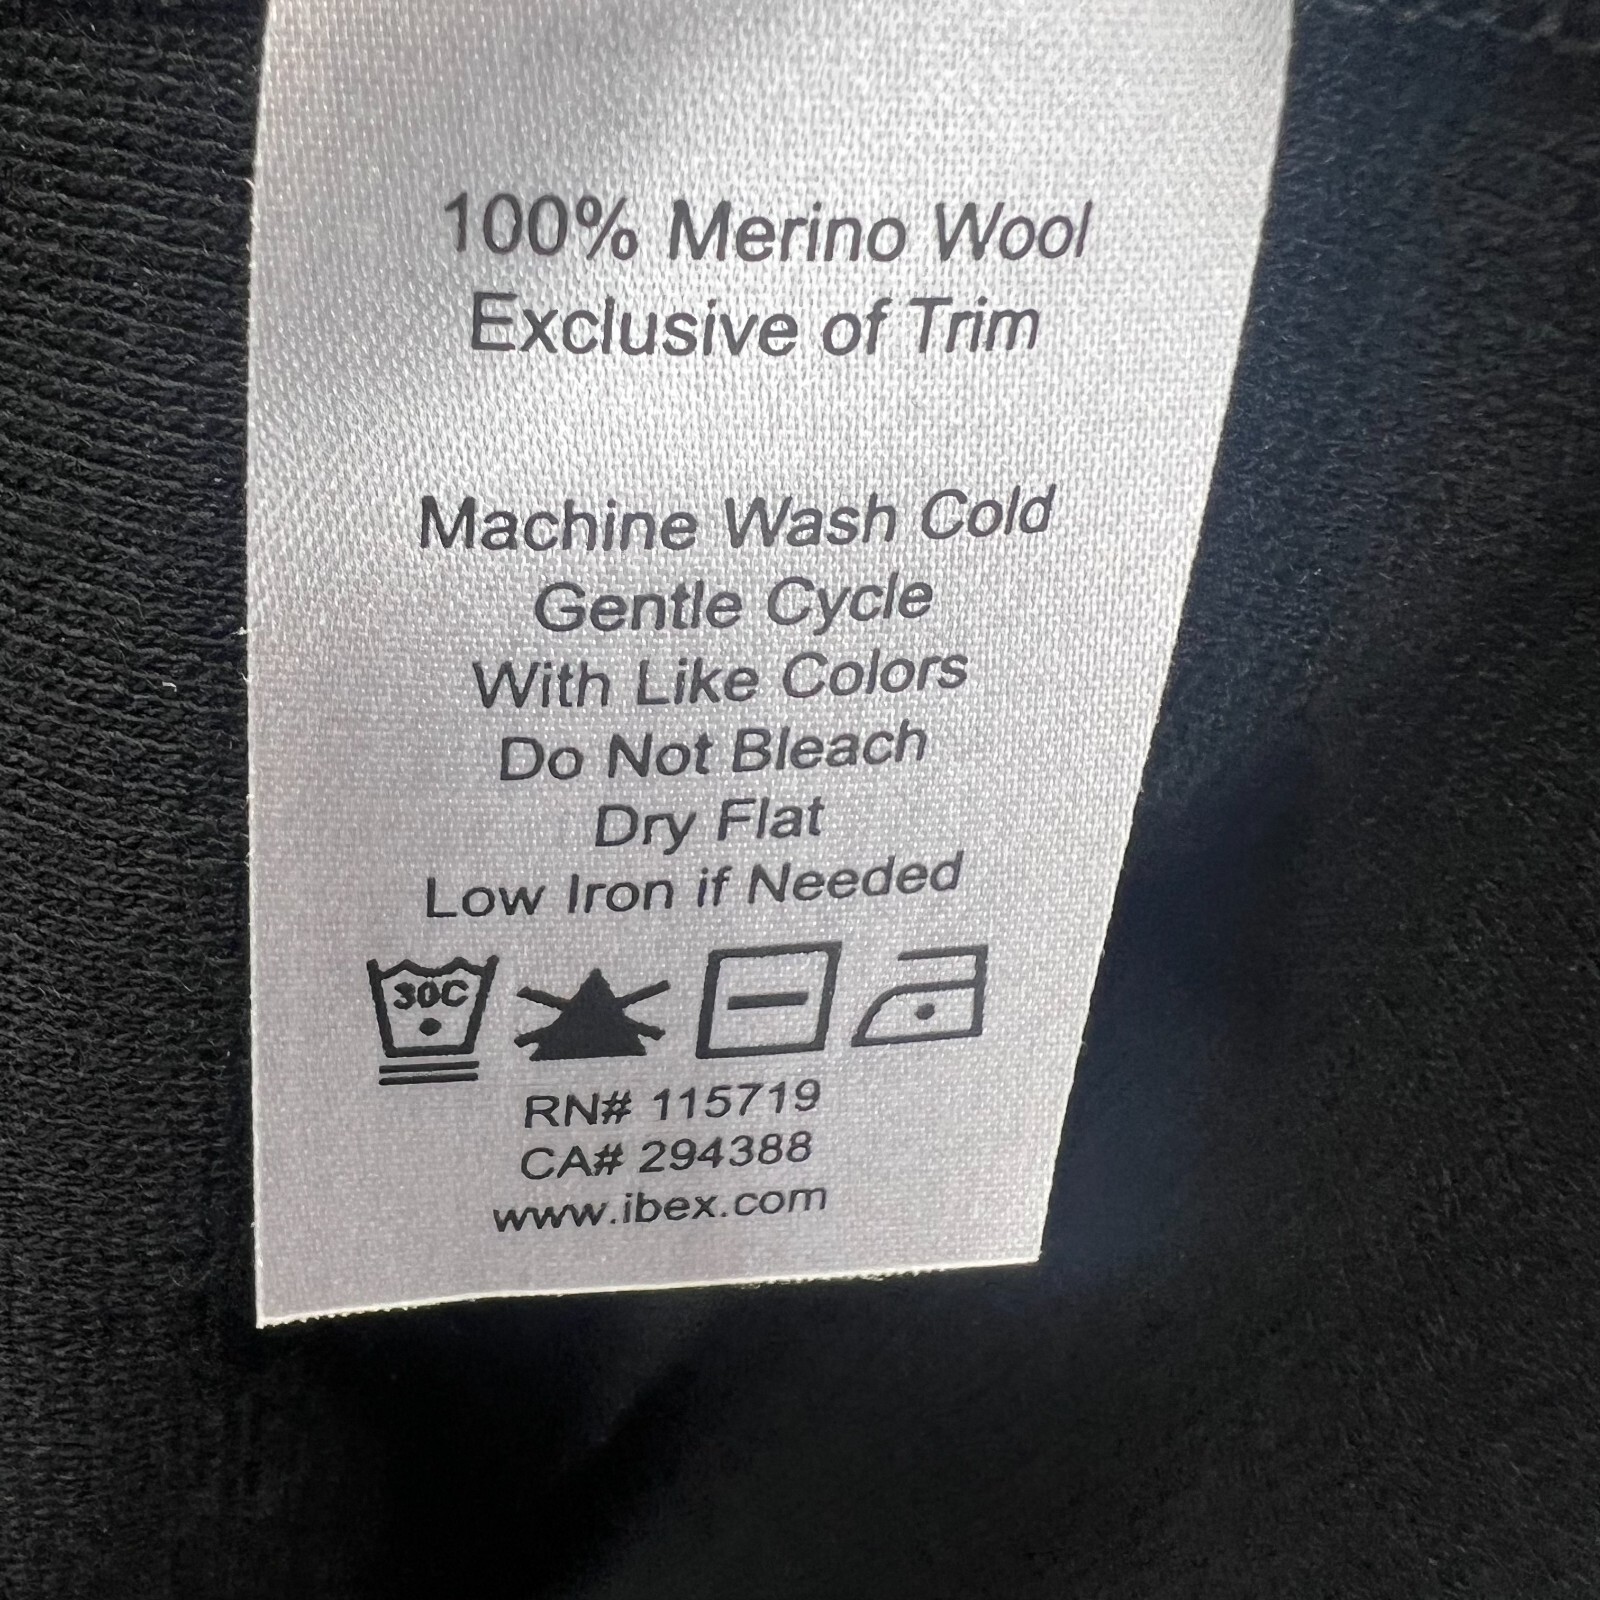 100% Merino Wool
Exclusive of Trim
Machine Wash Cold
Gentle Cycle
With Like Colors
Do Not Bleach
Dry Flat
Low Iron if Needed
30C
RN# 115719
CA# 294388
www.ibex.com